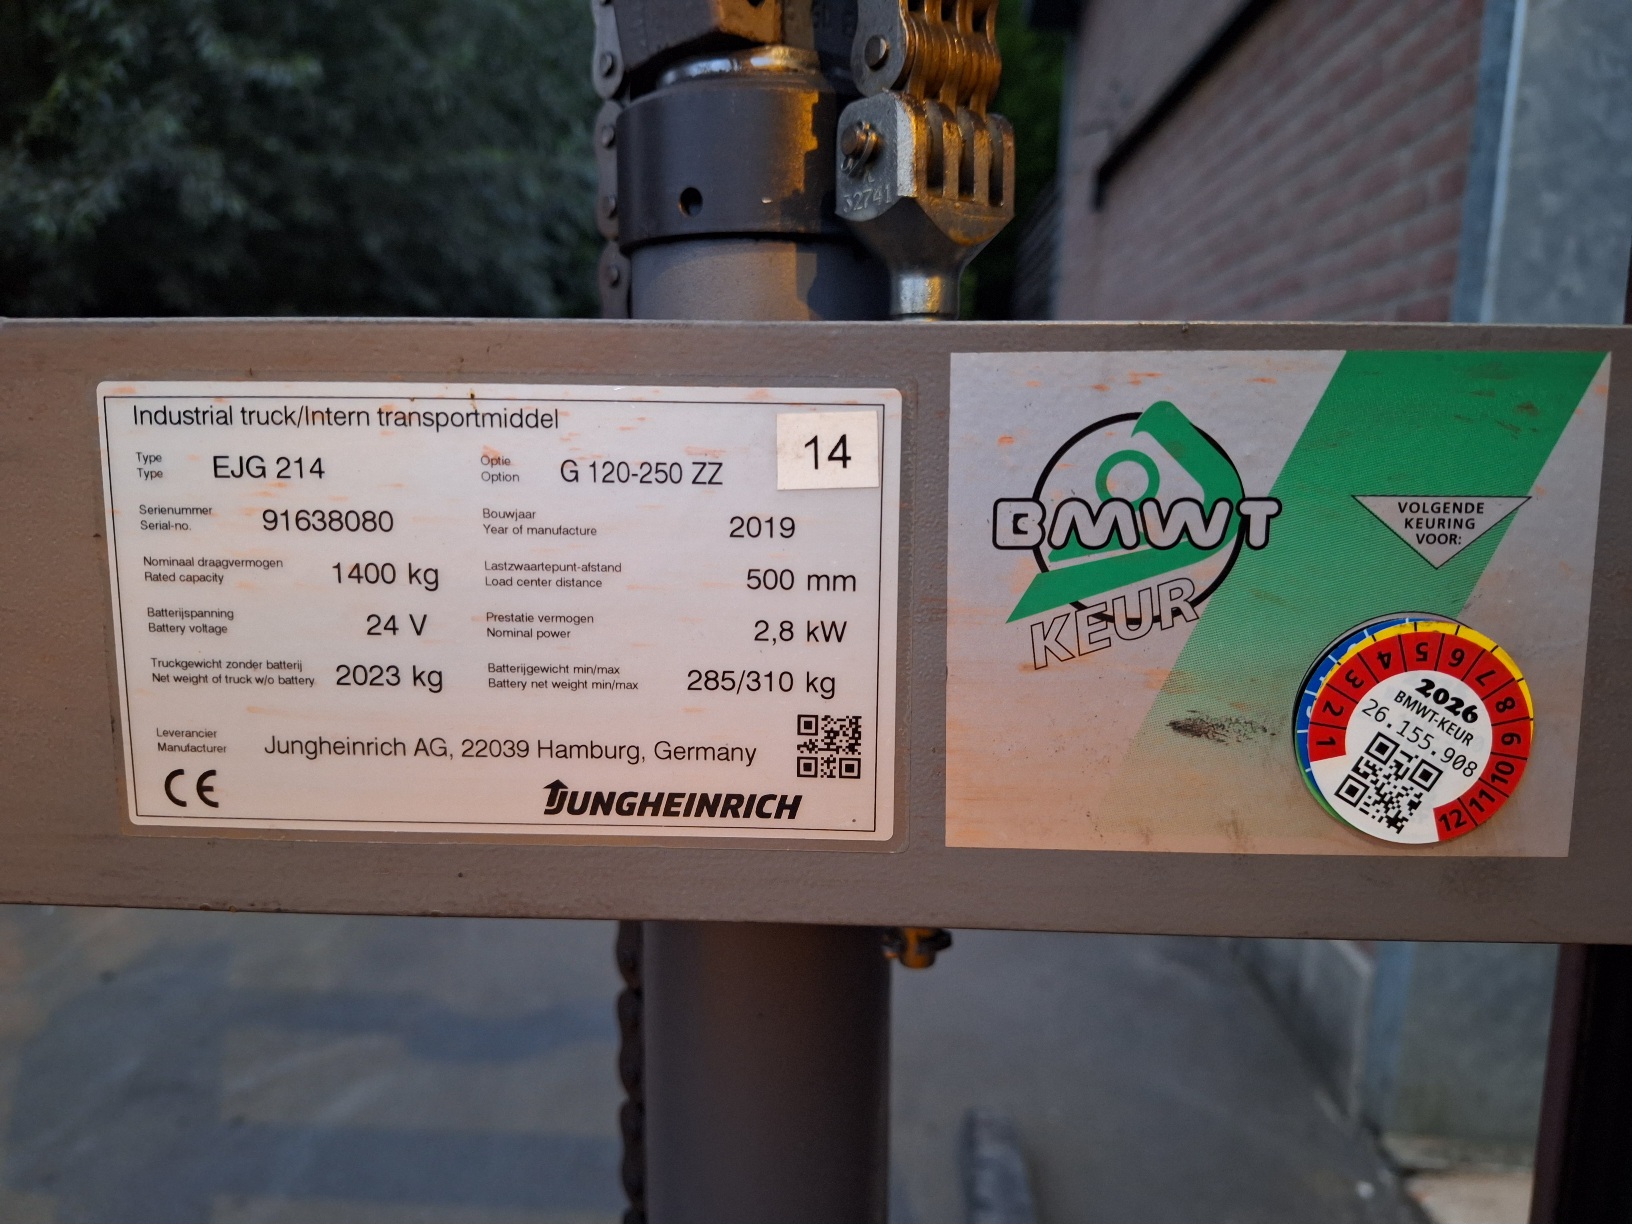 32741
Industrial truck/Intern transportmiddel
14
Type
Type
EJG 214
Optie
Option
G 120-250 ZZ
Serienummer
Serial-no.
91638080
Bouwjaar
Year of manufacture
2019
Nominaal draagvermogen
Rated capacity
1400 kg
Lastzwaartepunt-afstand
Load center distance
500 mm
Batterijspanning
Battery voltage
24 V
Prestatie vermogen
Nominal power
2,8 kW
Truckgewicht zonder batterij
Net weight of truck w/o battery
2023 kg
Batterijgewicht min/max
Battery net weight min/max
285/310 kg
Leverancier
Manufacturer
Jungheinrich AG, 22039 Hamburg, Germany
CE
JUNGHEINRICH
BMWT
KEUR
VOLGENDE
KEURING
VOOR:
1 2 3 4 5 6 7 8 9 10 11 12
2026
BMWT-KEUR
26.155.908